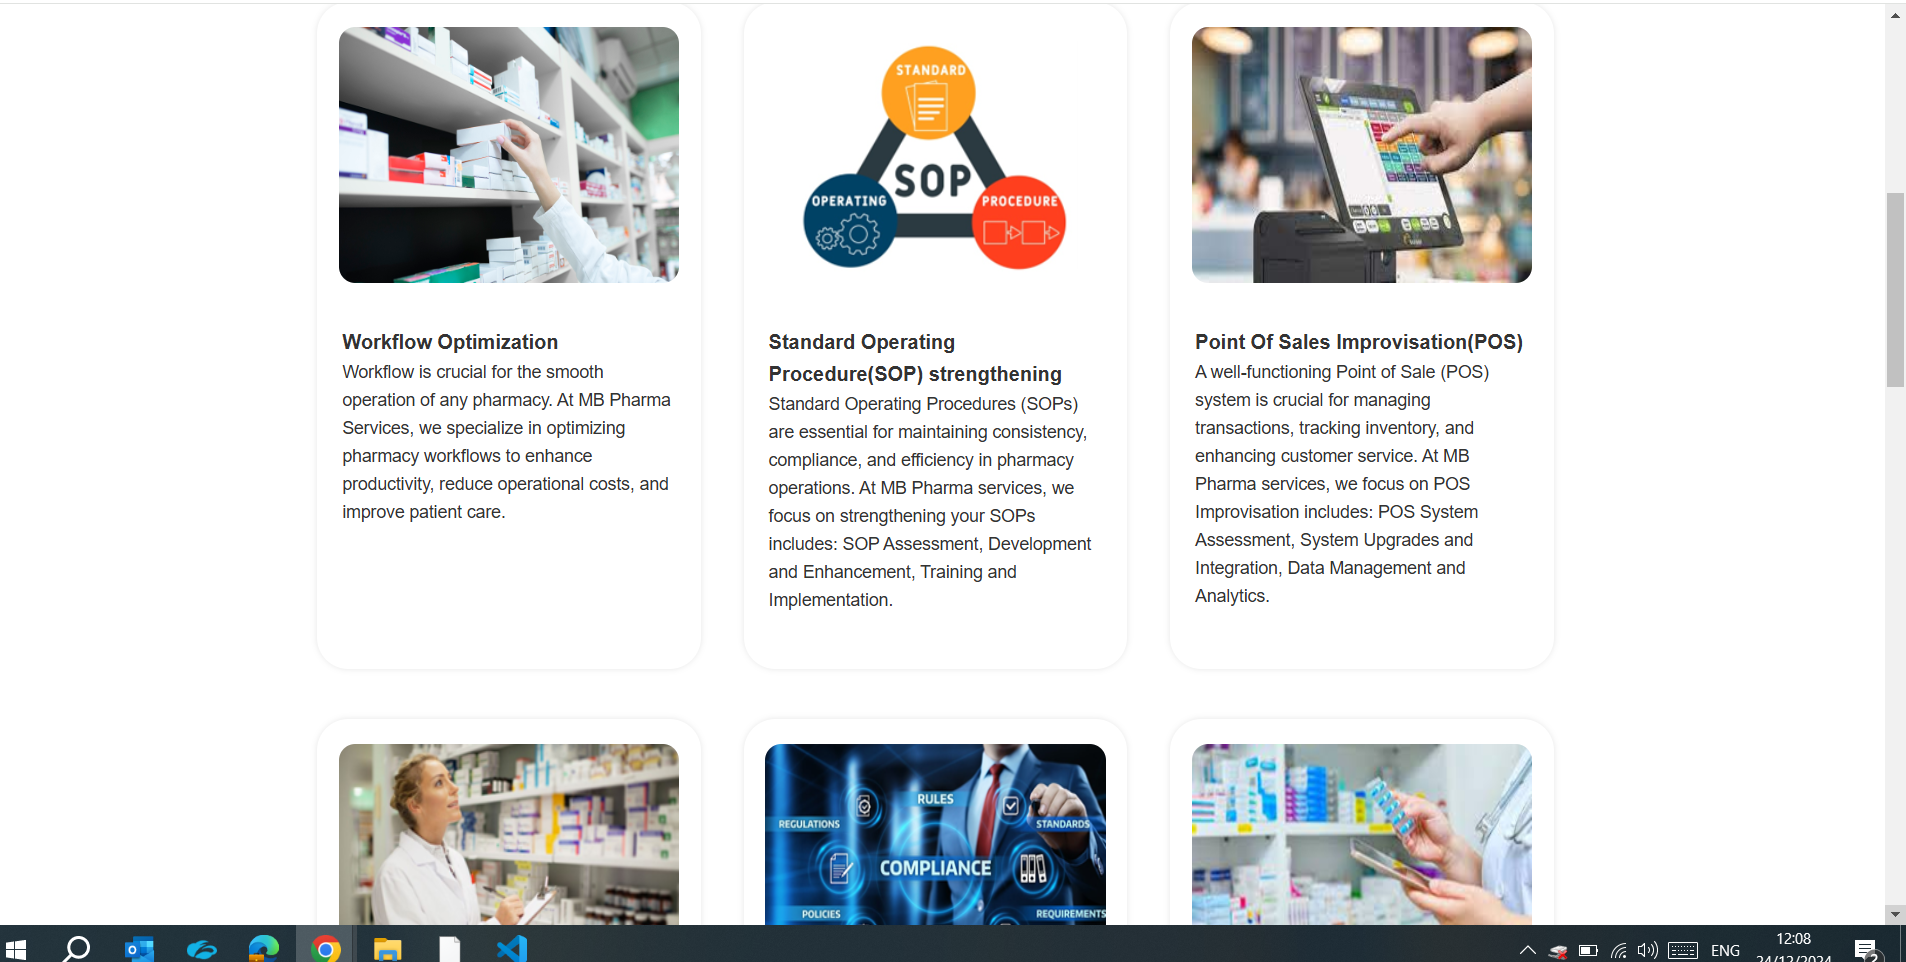 STANDARD
SOP
OPERATING
PROCEDURE
Workflow Optimization
Workflow is crucial for the smooth
operation of any pharmacy. At MB Pharma
Services, we specialize in optimizing
pharmacy workflows to enhance
productivity, reduce operational costs, and
improve patient care.
Standard Operating
Procedure(SOP) strengthening
Standard Operating Procedures (SOPs)
are essential for maintaining consistency,
compliance, and efficiency in pharmacy
operations. At MB Pharma services, we
focus on strengthening your SOPs
includes: SOP Assessment, Development
and Enhancement, Training and
Implementation.
Point Of Sales Improvisation(POS)
A well-functioning Point of Sale (POS)
system is crucial for managing
transactions, tracking inventory, and
enhancing customer service. At MB
Pharma services, we focus on POS
Improvisation includes: POS System
Assessment, System Upgrades and
Integration, Data Management and
Analytics.
RULES
REGULATIONS
STANDARDS
COMPLIANCE
POLICIES
REQUIREMENTS
ENG
12:08
24/12/2024
2